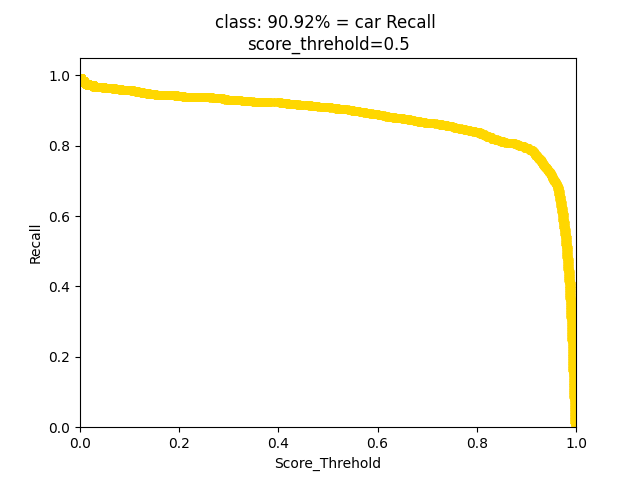 class: 90.92% = car Recall
score_threhold=0.5
1.0
0.8
0.6
0.4
0.2
0.0
Recall
0.0 0.2 0.4 0.6 0.8 1.0
Score_Threhold